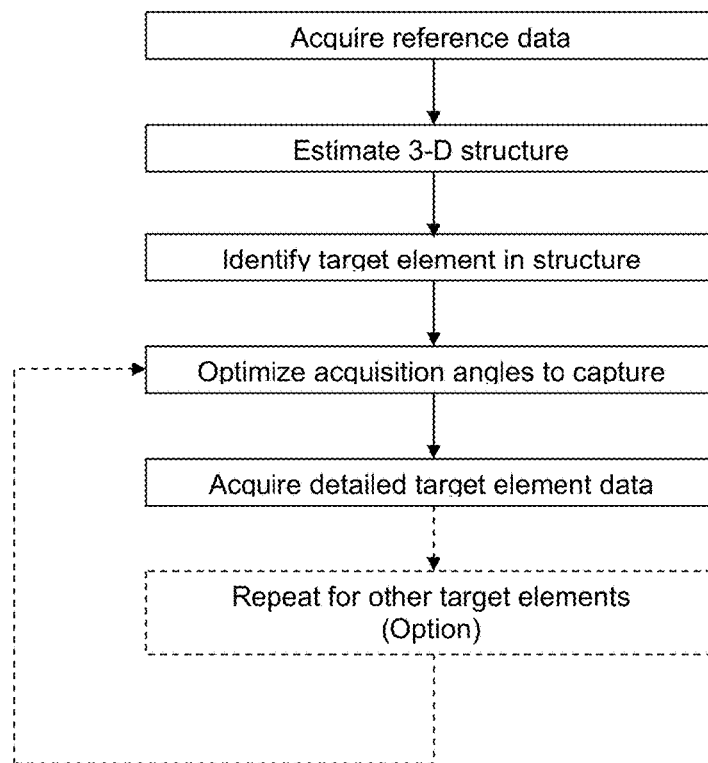 Acquire reference data
Estimate 3-D structure
Identify target element in structure
Optimize acquisition angles to capture
Acquire detailed target element data
Repeat for other target elements
(Option)